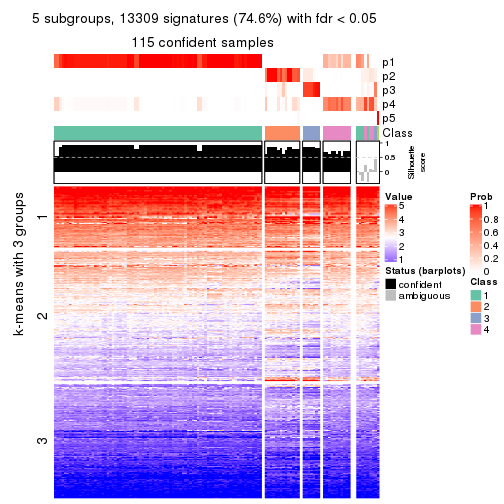 5 subgroups, 13309 signatures (74.6%) with fdr < 0.05
115 confident samples
p1
p2
p3
p4
p5
Class
1
0.5
0
Silhouette
score
k-means with 3 groups
1
2
3
Value
5
4
3
2
1
Status (barplots)
confident
ambiguous
Prob
1
0.8
0.6
0.4
0.2
0
Class
1
2
3
4